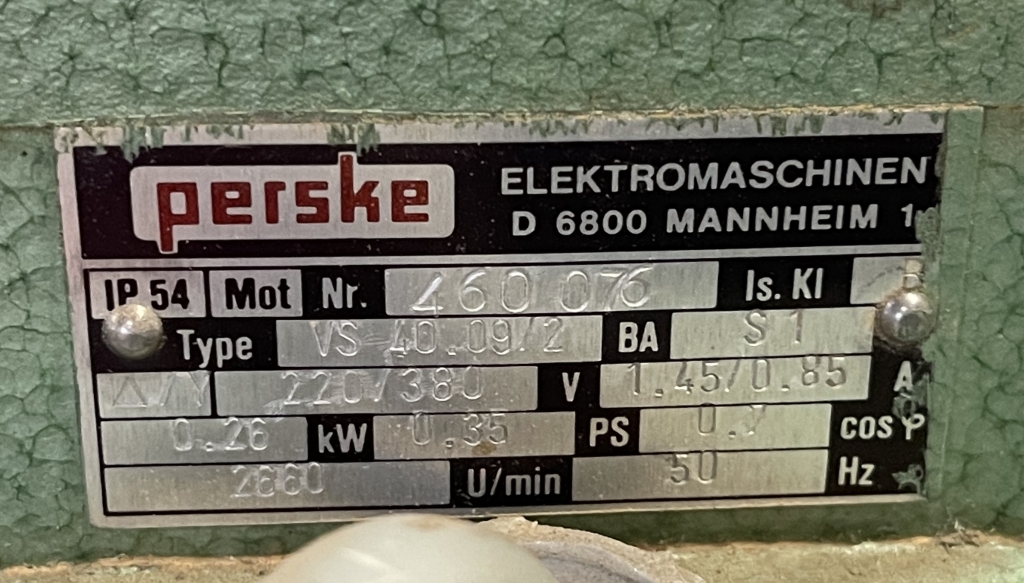 perske ELEKTROMASCHINEN
D 6800 MANNHEIM 1
IP 54 Mot Nr. 460 076 Is. Kl
Type VS 40.09/2 BA S 1
△/Y 220/380 V 1.45/0.85 A
0.26 kW 0.35 PS 0.7 cos φ
2860 U/min 50 Hz